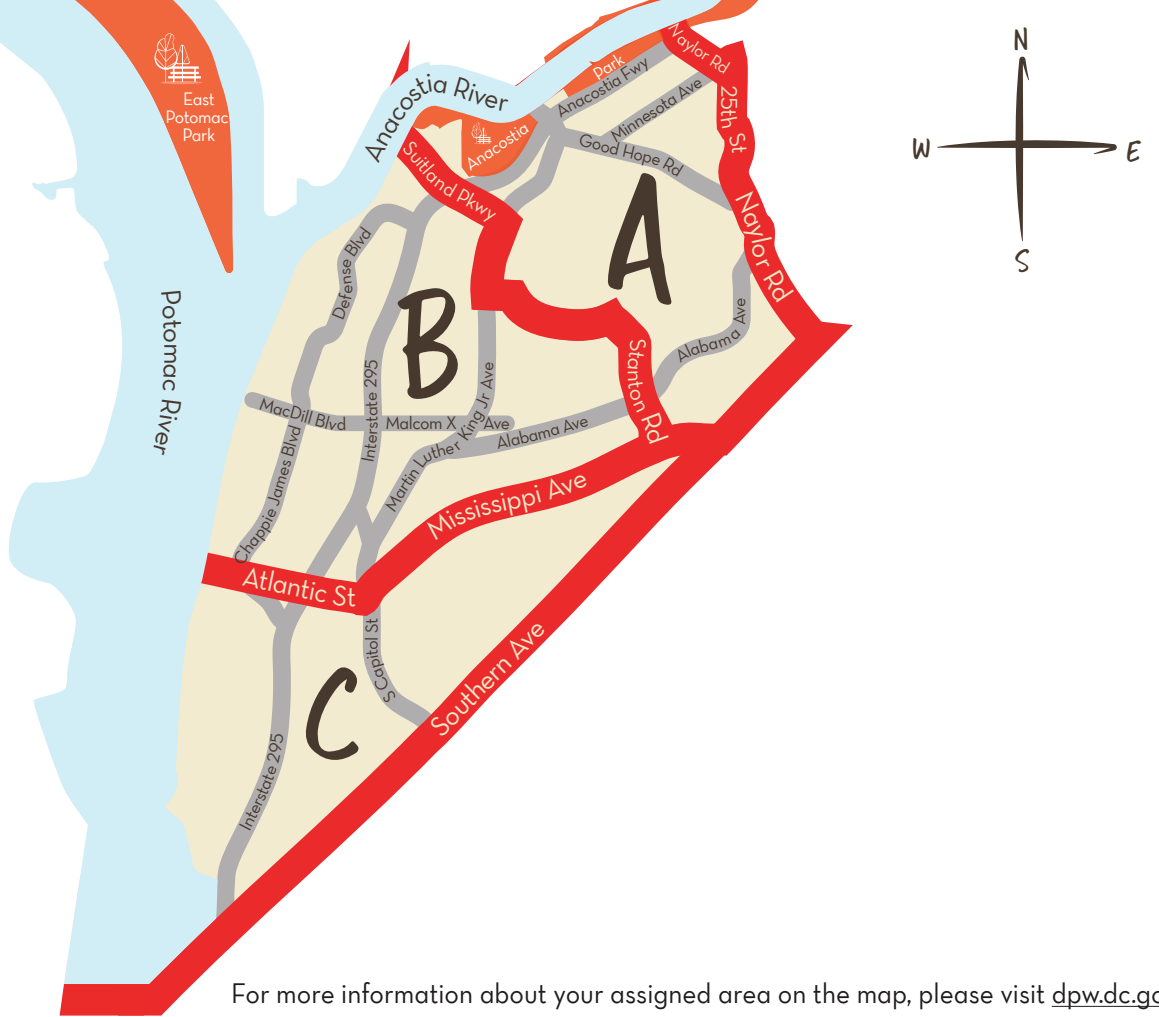 N
W
E
S
East
Potomac
Park
Anacostia River
Park
Naylor Rd
Anacostia Fwy
Minnesota Ave
25th St
Anacostia
Good Hope Rd
Suitland Pkwy
A
Naylor Rd
Defense Blvd
B
Potomac River
Alabama Ave
Stanton Rd
Interstate 295
MacDill Blvd
Malcom X Ave
Martin Luther King Jr Ave
Alabama Ave
Chappie James Blvd
Mississippi Ave
Atlantic St
S Capitol St
Southern Ave
C
Interstate 295
For more information about your assigned area on the map, please visit dpw.dc.go